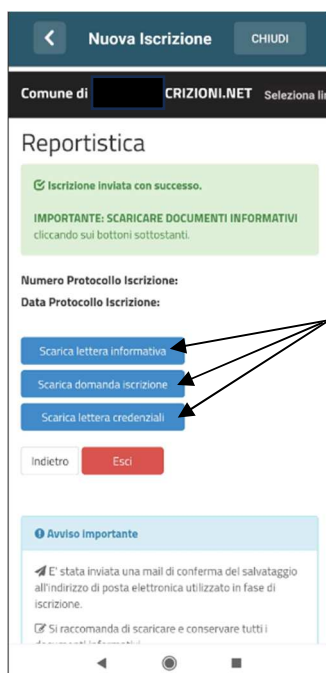 Nuova Iscrizione CHIUDI
Comune di CRIZIONI.NET Seleziona
Reportistica
Iscrizione inviata con successo.
IMPORTANTE: SCARICARE DOCUMENTI INFORMATIVI
cliccando sui bottoni sottostanti.
Numero Protocollo Iscrizione:
Data Protocollo Iscrizione:
Scarica lettera informativa
Scarica domanda iscrizione
Scarica lettera credenziali
Indietro Esci
Avviso importante
E' stata inviata una mail di conferma del salvataggio
all'indirizzo di posta elettronica utilizzato in fase di
iscrizione.
Si raccomanda di scaricare e conservare tutti i